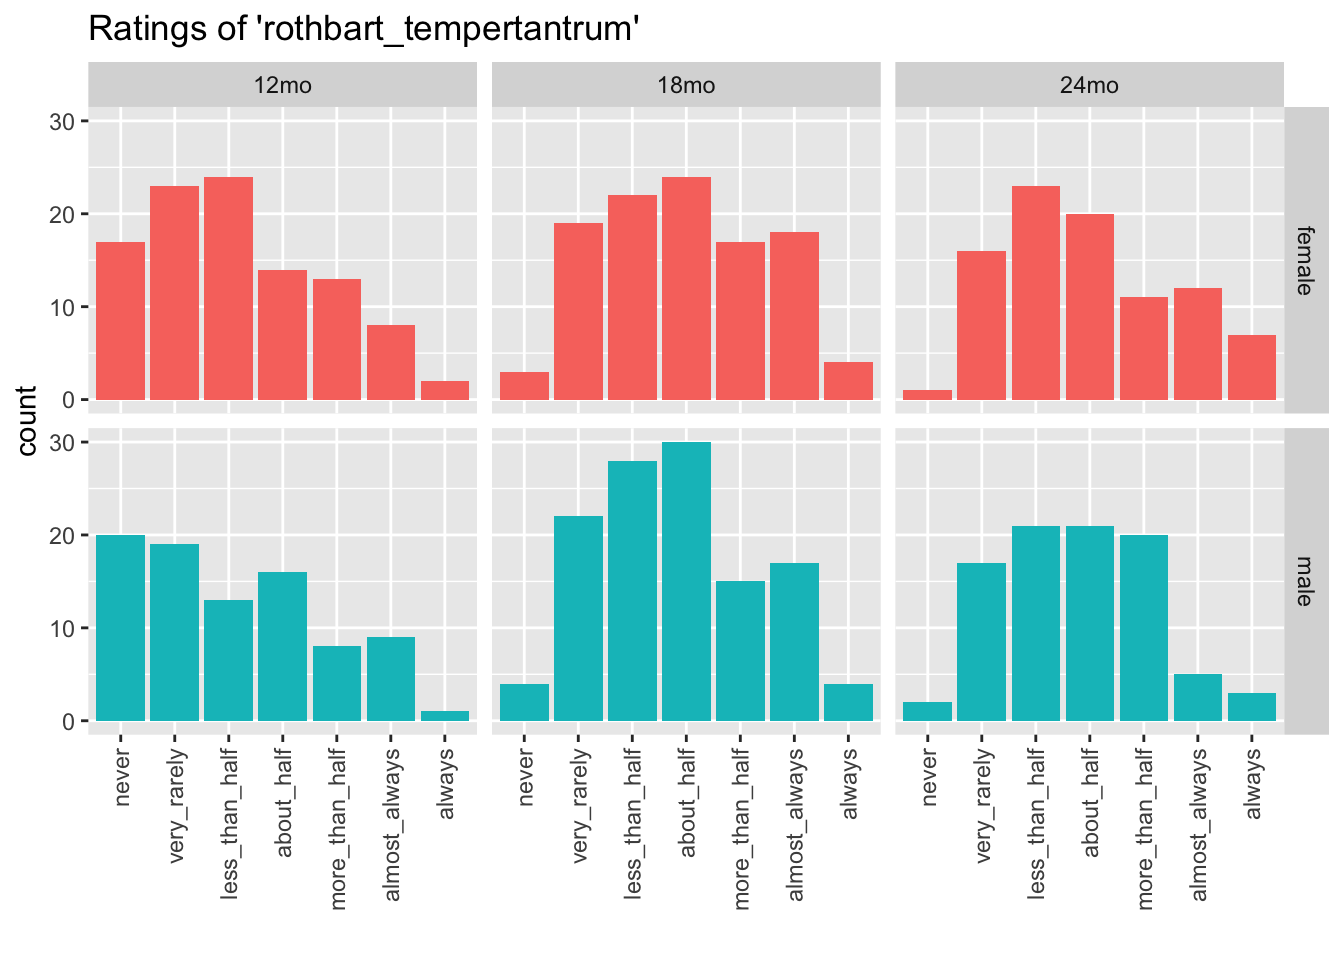 Ratings of 'rothbart_tempertantrum'
12mo
18mo
24mo
30
20
10
0
female
count
30
20
10
0
male
never
very_rarely
less_than_half
about_half
more_than_half
almost_always
always
never
very_rarely
less_than_half
about_half
more_than_half
almost_always
always
never
very_rarely
less_than_half
about_half
more_than_half
almost_always
always